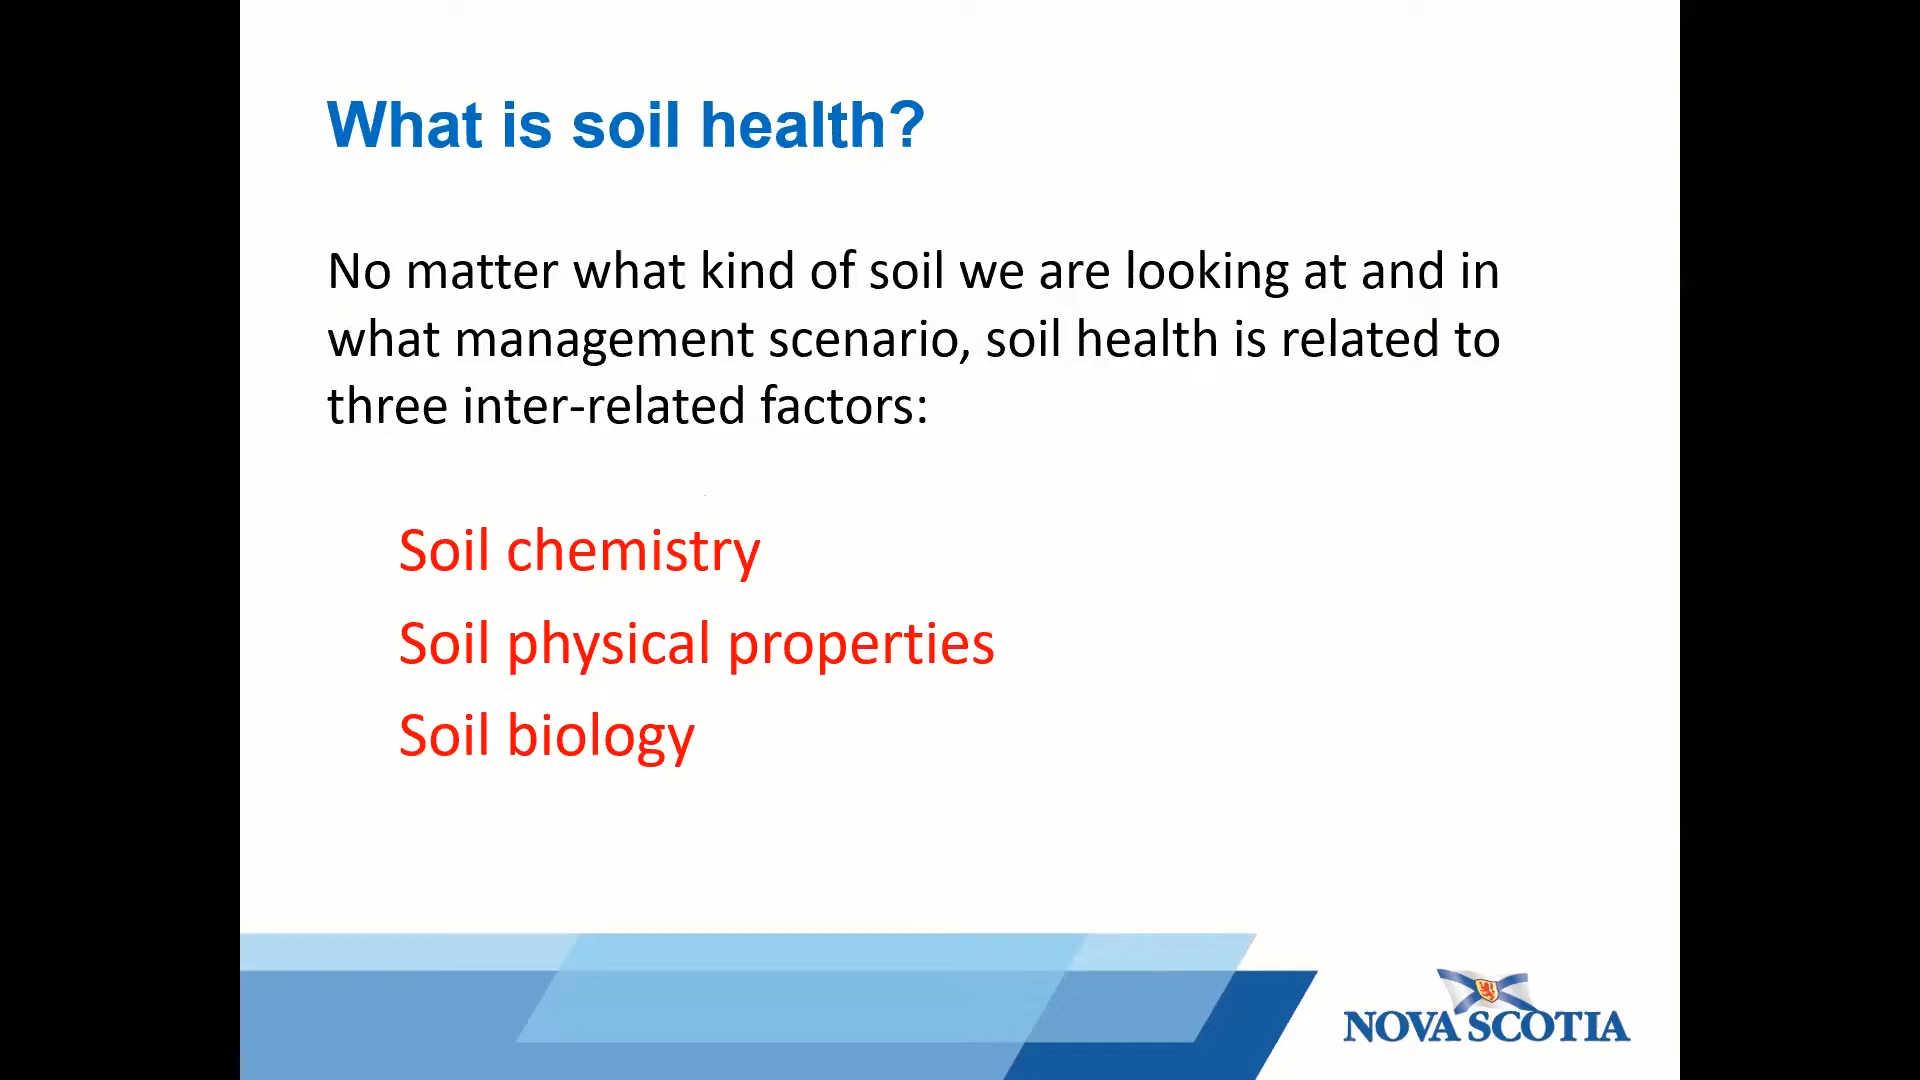 What is soil health?
No matter what kind of soil we are looking at and in
what management scenario, soil health is related to
three inter-related factors:
Soil chemistry
Soil physical properties
Soil biology
NOVA SCOTIA